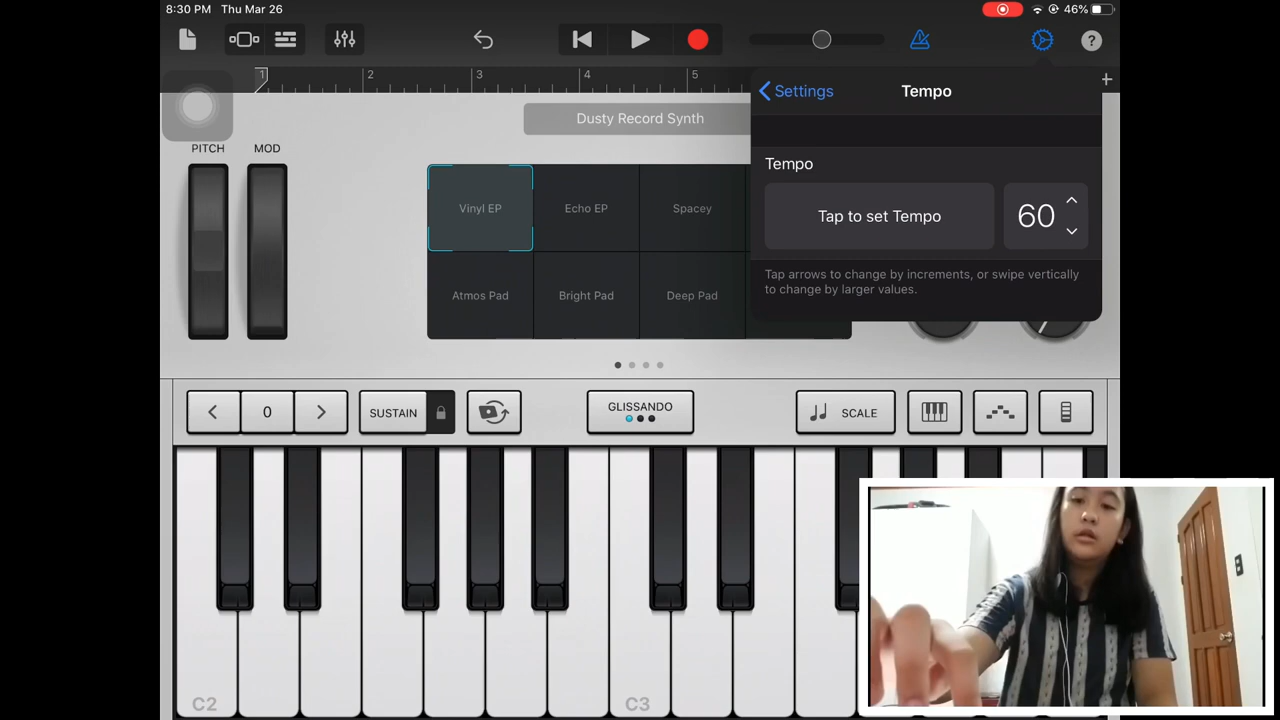 8:30 PM Thu Mar 26
46%
1 2 3 4 5
+
Settings
Tempo
Dusty Record Synth
PITCH MOD
Tempo
Vinyl EP Echo EP Spacey
Tap to set Tempo 60
Tap arrows to change by increments, or swipe vertically
to change by larger values.
Atmos Pad Bright Pad Deep Pad
0 SUSTAIN GLISSANDO SCALE
C2 C3